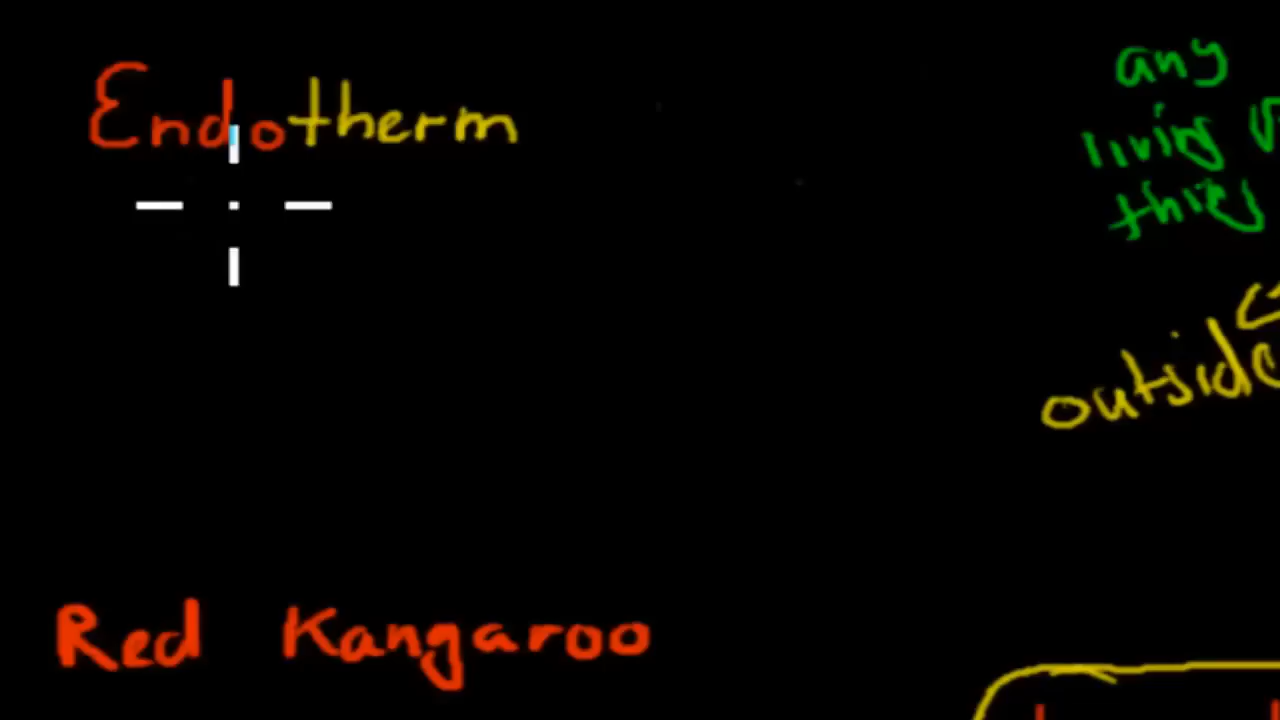 Endotherm
any
living
thing
outside
Red Kangaroo